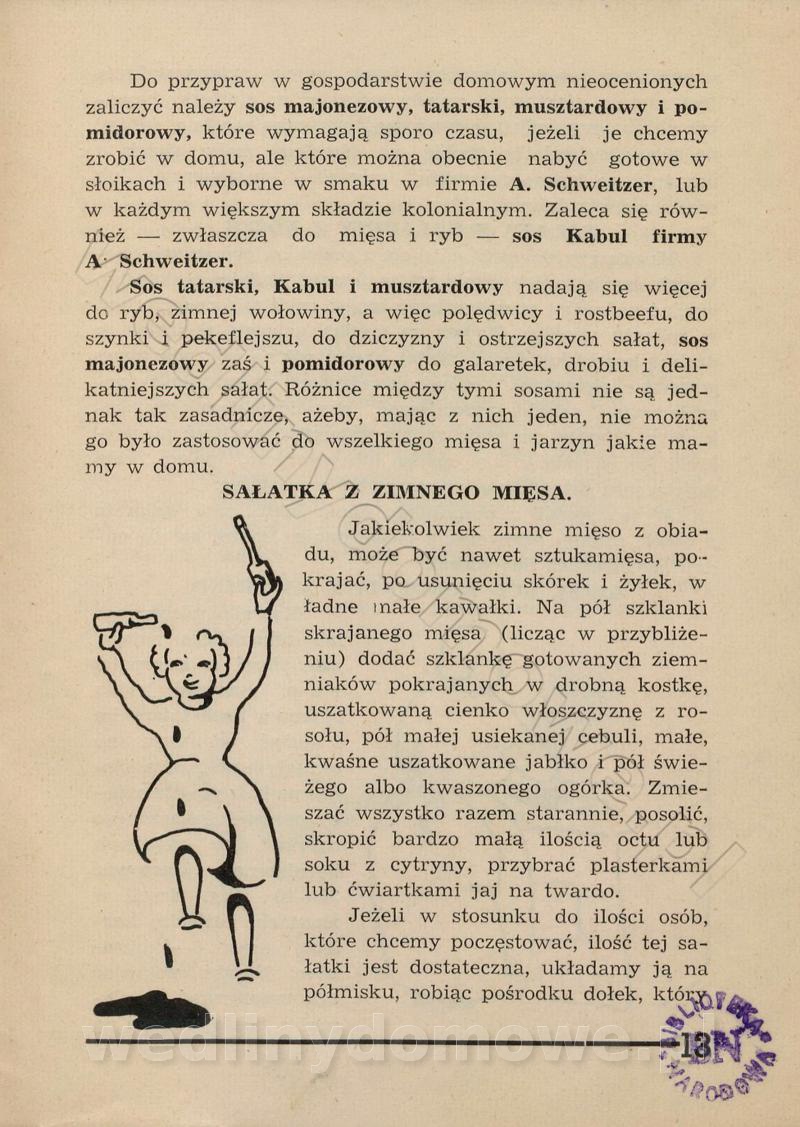 Do przypraw w gospodarstwie domowym nieocenionych
zaliczyć należy sos majonezowy, tatarski, musztardowy i po-
midorowy, które wymagają sporo czasu, jeżeli je chcemy
zrobić w domu, ale które można obecnie nabyć gotowe w
słoikach i wyborne w smaku w firmie A. Schweitzer, lub
w każdym większym składzie kolonialnym. Zaleca się rów-
nież — zwłaszcza do mięsa i ryb — sos Kabul firmy
A. Schweitzer.
Sos tatarski, Kabul i musztardowy nadają się więcej
do ryb, zimnej wołowiny, a więc polędwicy i rostbeefu, do
szynki i pekeflejszu, do dziczyzny i ostrzejszych sałat, sos
majonezowy zaś i pomidorowy do galaretek, drobiu i deli-
katniejszych sałat. Różnice między tymi sosami nie są jed-
nak tak zasadnicze, ażeby, mając z nich jeden, nie można
go było zastosować do wszelkiego mięsa i jarzyn jakie ma-
my w domu.
SAŁATKA Z ZIMNEGO MIĘSA.
Jakiekolwiek zimne mięso z obia-
du, może być nawet sztukamięsa, po-
krajać, po usunięciu skórek i żyłek, w
ładne małe kawałki. Na pół szklanki
skrajanego mięsa (licząc w przybliże-
niu) dodać szklankę gotowanych ziem-
niaków pokrajanych w drobną kostkę,
uszatkowaną cienko włoszczyznę z ro-
sołu, pół małej usiekanej cebuli, małe,
kwaśne uszatkowane jabłko i pół świe-
żego albo kwaszonego ogórka. Zmie-
szać wszystko razem starannie, posolić,
skropić bardzo małą ilością octu lub
soku z cytryny, przybrać plasterkami
lub ćwiartkami jaj na twardo.
Jeżeli w stosunku do ilości osób,
które chcemy poczęstować, ilość tej sa-
łatki jest dostateczna, układamy ją na
półmisku, robiąc pośrodku dołek, który
13
BIBLIOTEKA
BN
NARODOWA